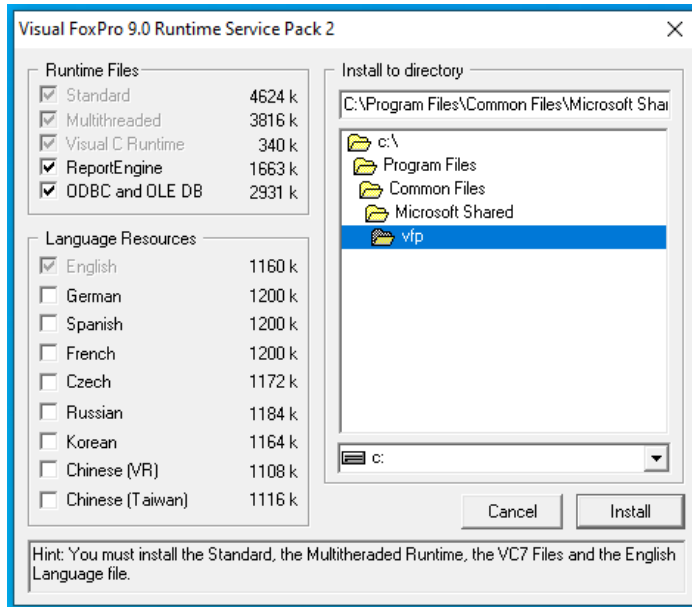 Visual FoxPro 9.0 Runtime Service Pack 2
Runtime Files
Standard 4624 k
Multithreaded 3816 k
Visual C Runtime 340 k
ReportEngine 1663 k
ODBC and OLE DB 2931 k
Language Resources
English 1160 k
German 1200 k
Spanish 1200 k
French 1200 k
Czech 1172 k
Russian 1184 k
Korean 1164 k
Chinese (VR) 1108 k
Chinese (Taiwan) 1116 k
Install to directory
C:\Program Files\Common Files\Microsoft Shar
c:\
Program Files
Common Files
Microsoft Shared
vfp
c:
Cancel
Install
Hint: You must install the Standard, the Multitheraded Runtime, the VC7 Files and the English
Language file.